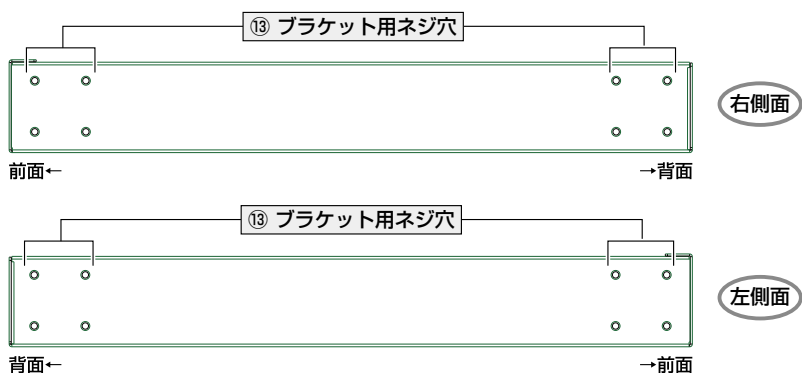 ⑬ ブラケット用ネジ穴
右側面
前面←
→背面
⑬ ブラケット用ネジ穴
左側面
背面←
→前面